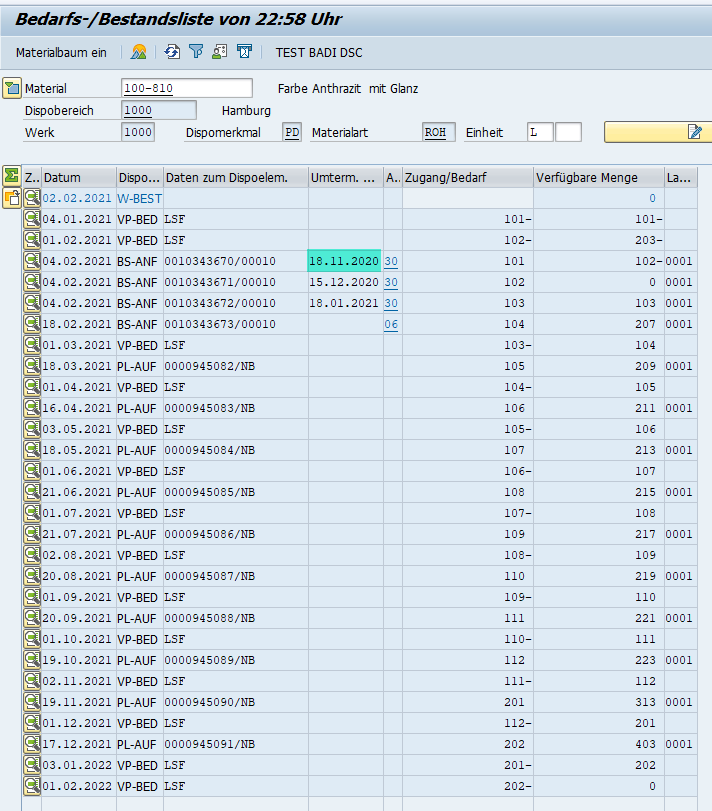 Bedarfs-/Bestandsliste von 22:58 Uhr
Materialbaum ein TEST BADI DSC
Material 100-810 Farbe Anthrazit mit Glanz
Dispobereich 1000 Hamburg
Werk 1000 Dispomerkmal PD Materialart ROH Einheit L
Z.. Datum Dispo... Daten zum Dispoelem. Umterm. ... A.. Zugang/Bedarf Verfügbare Menge La...
02.02.2021 W-BEST 0
04.01.2021 VP-BED LSF 101- 101-
01.02.2021 VP-BED LSF 102- 203-
04.02.2021 BS-ANF 0010343670/00010 18.11.2020 30 101 102- 0001
04.02.2021 BS-ANF 0010343671/00010 15.12.2020 30 102 0 0001
04.02.2021 BS-ANF 0010343672/00010 18.01.2021 30 103 103 0001
18.02.2021 BS-ANF 0010343673/00010 06 104 207 0001
01.03.2021 VP-BED LSF 103- 104
18.03.2021 PL-AUF 0000945082/NB 105 209 0001
01.04.2021 VP-BED LSF 104- 105
16.04.2021 PL-AUF 0000945083/NB 106 211 0001
03.05.2021 VP-BED LSF 105- 106
18.05.2021 PL-AUF 0000945084/NB 107 213 0001
01.06.2021 VP-BED LSF 106- 107
21.06.2021 PL-AUF 0000945085/NB 108 215 0001
01.07.2021 VP-BED LSF 107- 108
21.07.2021 PL-AUF 0000945086/NB 109 217 0001
02.08.2021 VP-BED LSF 108- 109
20.08.2021 PL-AUF 0000945087/NB 110 219 0001
01.09.2021 VP-BED LSF 109- 110
20.09.2021 PL-AUF 0000945088/NB 111 221 0001
01.10.2021 VP-BED LSF 110- 111
19.10.2021 PL-AUF 0000945089/NB 112 223 0001
02.11.2021 VP-BED LSF 111- 112
19.11.2021 PL-AUF 0000945090/NB 201 313 0001
01.12.2021 VP-BED LSF 112- 201
17.12.2021 PL-AUF 0000945091/NB 202 403 0001
03.01.2022 VP-BED LSF 201- 202
01.02.2022 VP-BED LSF 202- 0